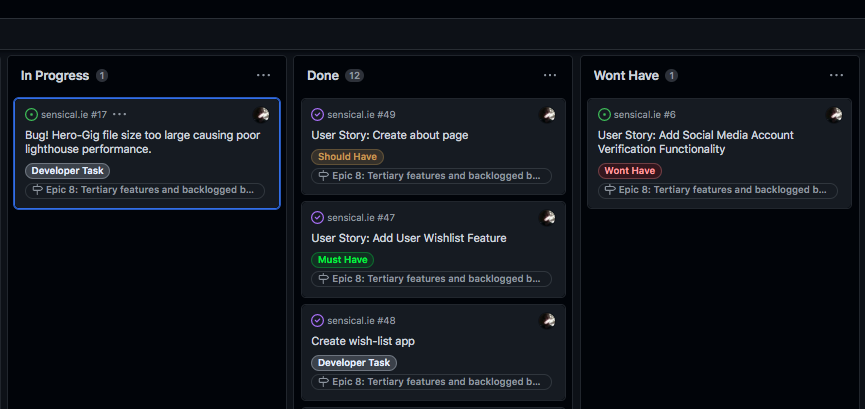 In Progress 1
sensical.ie #17
Bug! Hero-Gig file size too large causing poor
lighthouse performance.
Developer Task
Epic 8: Tertiary features and backlogged b...
Done 12
sensical.ie #49
User Story: Create about page
Should Have
Epic 8: Tertiary features and backlogged b...
sensical.ie #47
User Story: Add User Wishlist Feature
Must Have
Epic 8: Tertiary features and backlogged b...
sensical.ie #48
Create wish-list app
Developer Task
Epic 8: Tertiary features and backlogged b...
Wont Have 1
sensical.ie #6
User Story: Add Social Media Account
Verification Functionality
Wont Have
Epic 8: Tertiary features and backlogged b...